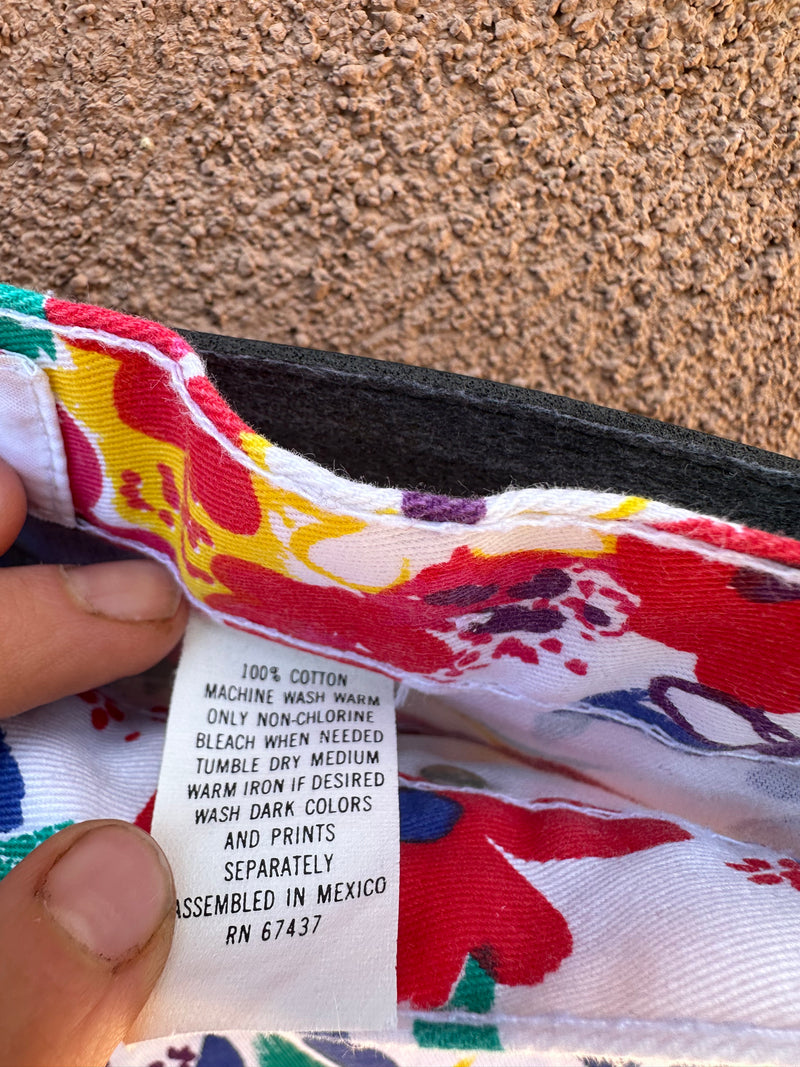 100% COTTON
MACHINE WASH WARM
ONLY NON-CHLORINE
BLEACH WHEN NEEDED
TUMBLE DRY MEDIUM
WARM IRON IF DESIRED
WASH DARK COLORS
AND PRINTS
SEPARATELY
ASSEMBLED IN MEXICO
RN 67437